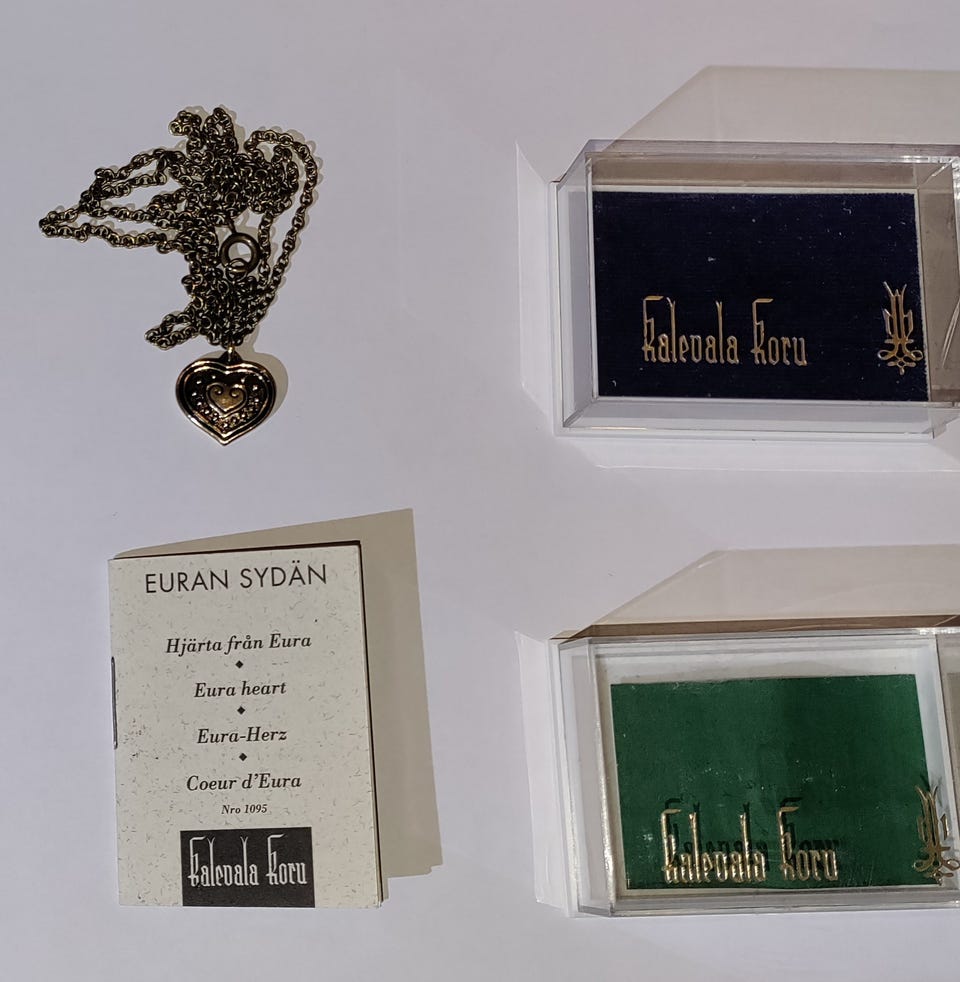 kalevala koru
EURAN SYDÄN
Hjärta från Eura
Eura heart
Eura-Herz
Coeur d'Eura
Nro 1095
kalevala koru
kalevala koru